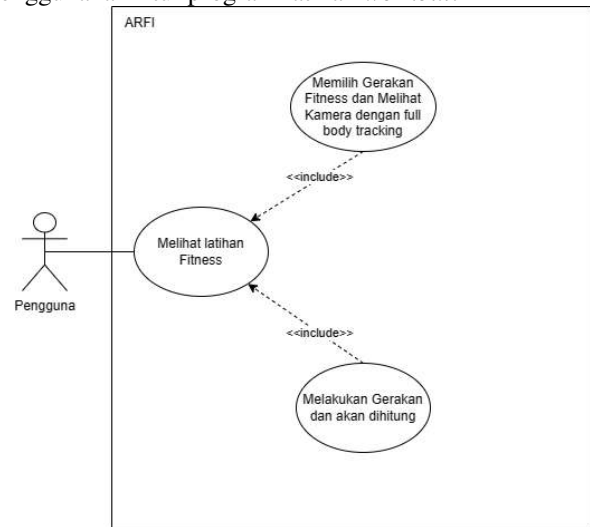 ARFI
Memilih Gerakan
Fitness dan Melihat
Kamera dengan full
body tracking
<<include>>
Melihat latihan
Fitness
Pengguna
<<include>>
Melakukan Gerakan
dan akan dihitung